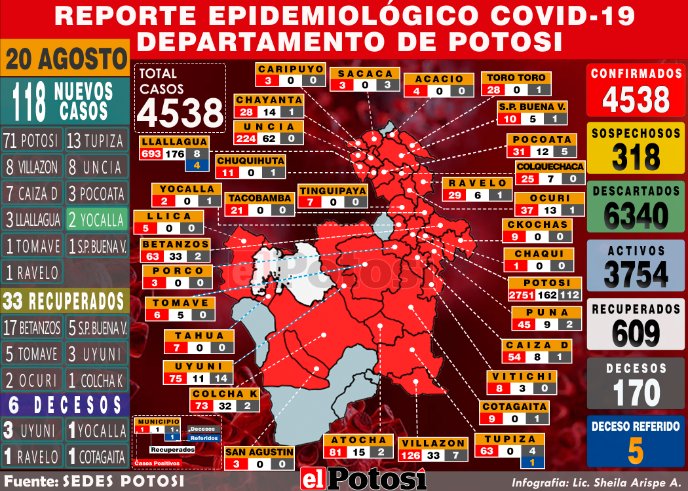 REPORTE EPIDEMIOLÓGICO COVID-19
DEPARTAMENTO DE POTOSI
20 AGOSTO
118 NUEVOS CASOS
71 POTOSI 13 TUPIZA
8 VILLAZON 8 UNCIA
7 CAIZA D 3 POCOATA
3 LLALLAGUA 2 YOCALLA
1 TOMAVE 1 S.P. BUENA V.
1 RAVELO
33 RECUPERADOS
17 BETANZOS 5 S.P. BUENA V.
5 TOMAVE 3 UYUNI
2 OCURI 1 COLCHA K
6 DECESOS
3 UYUNI 1 YOCALLA
1 RAVELO 1 COTAGAITA
TOTAL CASOS
4538
CARIPUYO
3 0 0
SACACA
3 0 3
ACACIO
4 0 0
TORO TORO
28 0 1
CHAYANTA
28 14 1
S.P. BUENA V.
10 5 1
UNCIA
224 62 0
POCOATA
31 12 5
LLALLAGUA
693 176 8
4
CHUQUIHUTA
11 0 1
COLQUECHACA
25 7 0
YOCALLA
2 0 1
TACOBAMBA
21 0 0
TINGUIPAYA
7 0 0
RAVELO
29 6 1
OCURI
37 13 1
LLICA
5 0 0
CKOCHAS
9 0 0
BETANZOS
63 33 2
CHAQUI
1 0 0
PORCO
3 0 0
POTOSI
2751 162 112
TOMAVE
6 5 0
PUNA
45 9 2
TAHUA
7 0 0
CAIZA D
54 8 1
UYUNI
75 11 14
VITICHI
8 3 0
COLCHA K
73 32 2
COTAGAITA
9 0 1
SAN AGUSTIN
3 0 0
ATOCHA
81 15 2
VILLAZON
126 33 7
TUPIZA
63 0 4
1
MUNICIPIO
1 1 1
1
Deceso
Referidos
Recuperados
Casos Positivos
el Potosí
CONFIRMADOS
4538
SOSPECHOSOS
318
DESCARTADOS
6340
ACTIVOS
3754
RECUPERADOS
609
DECESOS
170
DECESO REFERIDO
5
Fuente: SEDES POTOSI
el Potosí
Infografía: Lic. Sheila Arispe A.